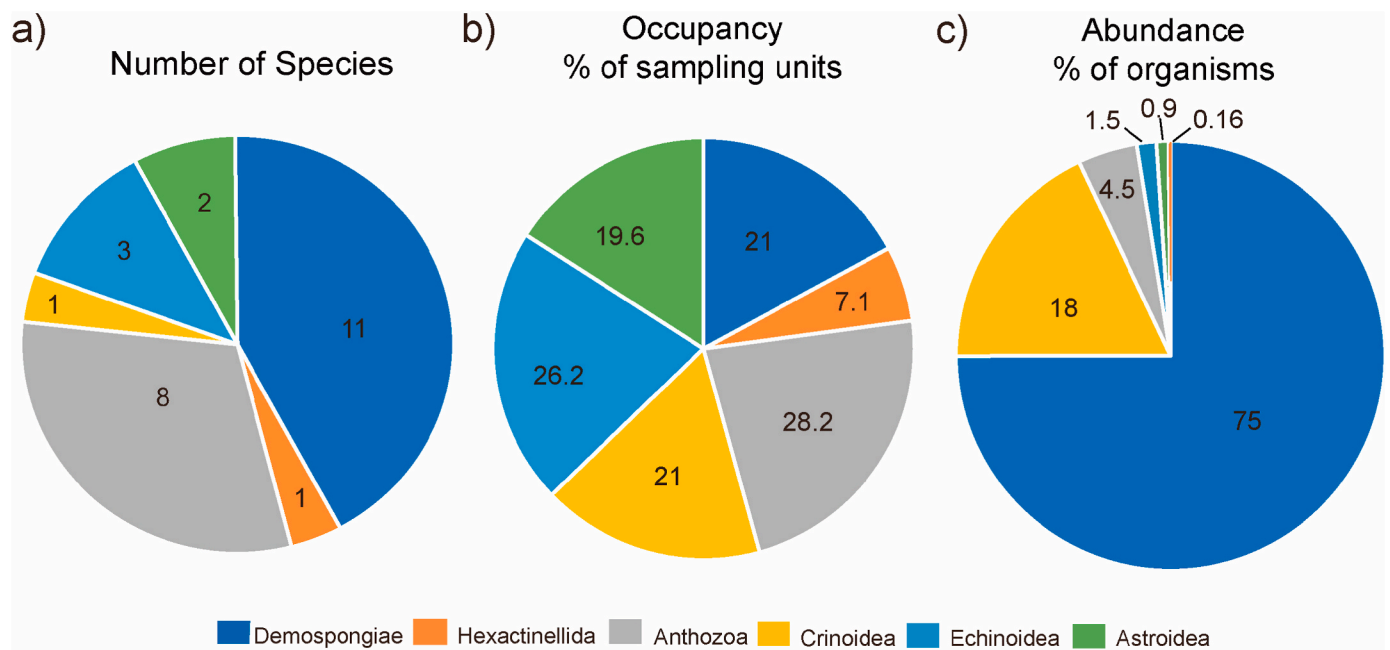 a)
Number of Species
2
3
1
11
8
1
b)
Occupancy
% of sampling units
19.6
21
7.1
26.2
28.2
21
c)
Abundance
% of organisms
1.5
0.9
0.16
4.5
18
75
Demospongiae
Hexactinellida
Anthozoa
Crinoidea
Echinoidea
Astroidea